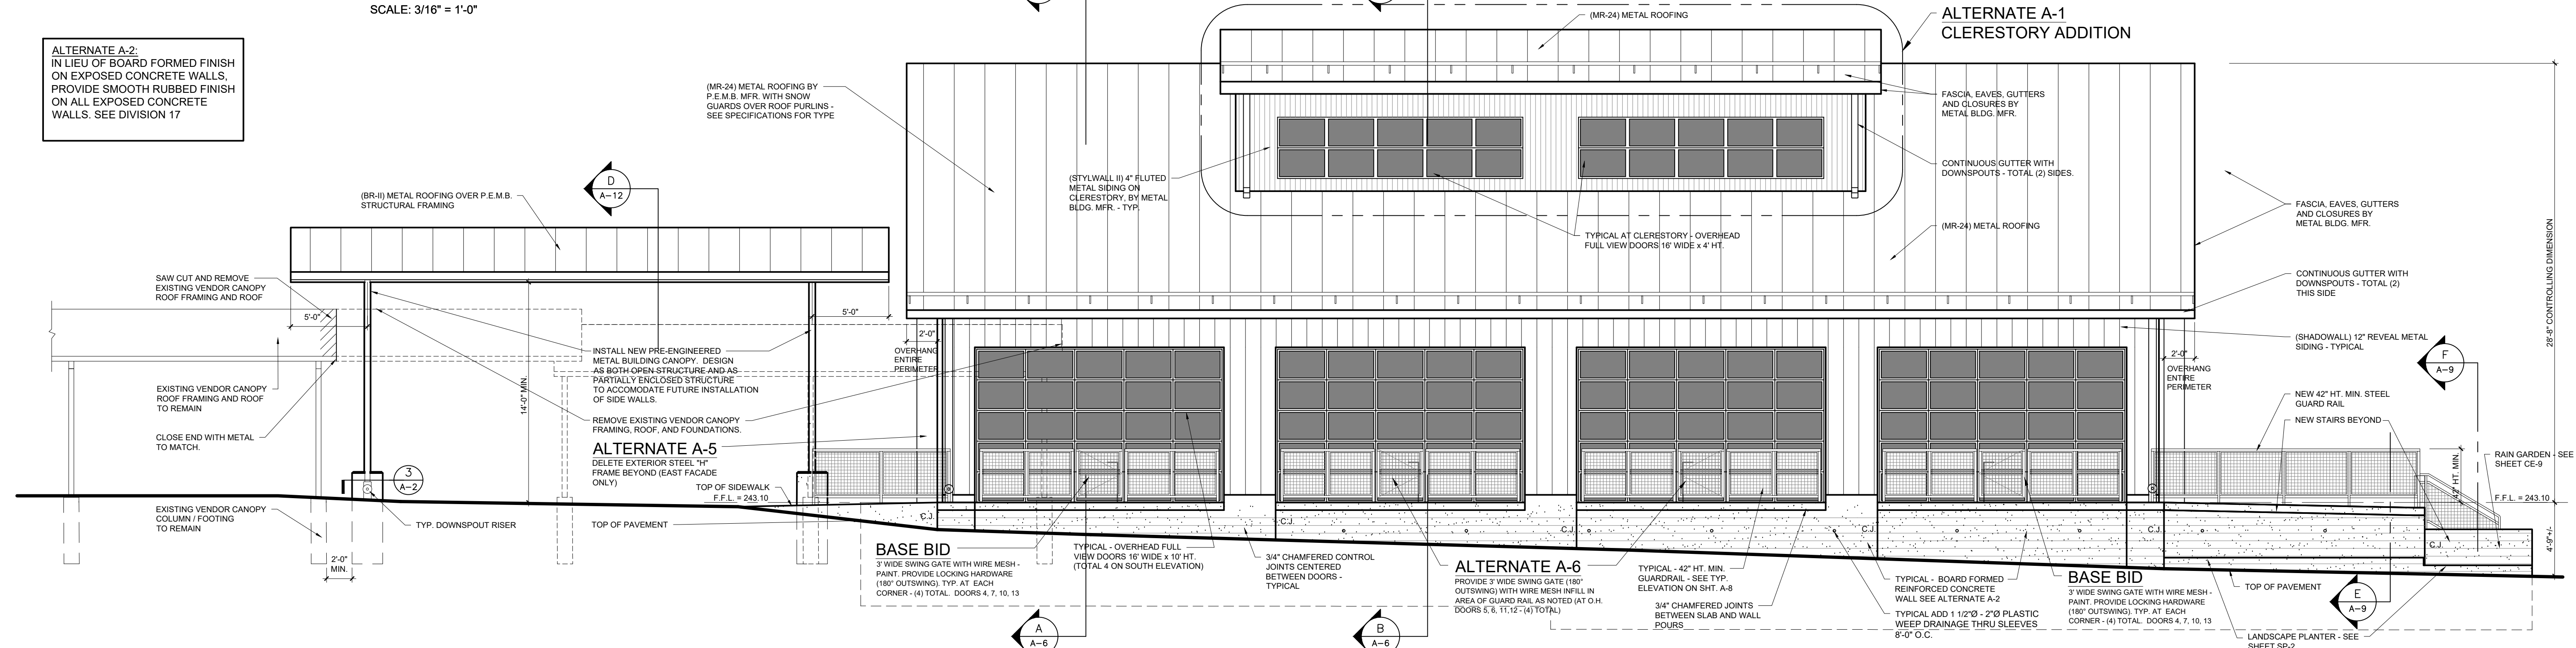 SCALE: 3/16" = 1'-0"
ALTERNATE A-2:
IN LIEU OF BOARD FORMED FINISH
ON EXPOSED CONCRETE WALLS,
PROVIDE SMOOTH RUBBED FINISH
ON ALL EXPOSED CONCRETE
WALLS. SEE DIVISION 17
(MR-24) METAL ROOFING
ALTERNATE A-1
CLERESTORY ADDITION
(MR-24) METAL ROOFING BY
P.E.M.B. MFR. WITH SNOW
GUARDS OVER ROOF PURLINS -
SEE SPECIFICATIONS FOR TYPE
FASCIA, EAVES, GUTTERS
AND CLOSURES BY
METAL BLDG. MFR.
CONTINUOUS GUTTER WITH
DOWNSPOUTS - TOTAL (2) SIDES.
(STYLWALL II) 4" FLUTED
METAL SIDING ON
CLERESTORY, BY METAL
BLDG. MFR. - TYP.
D
A-12
(BR-II) METAL ROOFING OVER P.E.M.B.
STRUCTURAL FRAMING
TYPICAL AT CLERESTORY - OVERHEAD
FULL VIEW DOORS 16' WIDE x 4' HT.
(MR-24) METAL ROOFING
FASCIA, EAVES, GUTTERS
AND CLOSURES BY
METAL BLDG. MFR.
28'-8" CONTROLLING DIMENSION
SAW CUT AND REMOVE
EXISTING VENDOR CANOPY
ROOF FRAMING AND ROOF
CONTINUOUS GUTTER WITH
DOWNSPOUTS - TOTAL (2)
THIS SIDE
5'-0"
5'-0"
2'-0"
OVERHANG
ENTIRE
PERIMETER
14'-0" MIN.
INSTALL NEW PRE-ENGINEERED
METAL BUILDING CANOPY. DESIGN
AS BOTH OPEN STRUCTURE AND AS
PARTIALLY ENCLOSED STRUCTURE
TO ACCOMODATE FUTURE INSTALLATION
OF SIDE WALLS.
(SHADOWALL) 12" REVEAL METAL
SIDING - TYPICAL
2'-0"
OVERHANG
ENTIRE
PERIMETER
F
A-9
EXISTING VENDOR CANOPY
ROOF FRAMING AND ROOF
TO REMAIN
REMOVE EXISTING VENDOR CANOPY
FRAMING, ROOF, AND FOUNDATIONS.
NEW 42" HT. MIN. STEEL
GUARD RAIL
NEW STAIRS BEYOND
CLOSE END WITH METAL
TO MATCH.
ALTERNATE A-5
DELETE EXTERIOR STEEL "H"
FRAME BEYOND (EAST FACADE
ONLY)
42" HT. MIN.
RAIN GARDEN - SEE
SHEET CE-9
3
A-2
TOP OF SIDEWALK
F.F.L. = 243.10
F.F.L. = 243.10
EXISTING VENDOR CANOPY
COLUMN / FOOTING
TO REMAIN
TYP. DOWNSPOUT RISER
TOP OF PAVEMENT
C.J.
C.J.
C.J.
C.J.
C.J.
C.J.
4'-9"+/-
2'-0"
MIN.
BASE BID
3' WIDE SWING GATE WITH WIRE MESH -
PAINT. PROVIDE LOCKING HARDWARE
(180° OUTSWING). TYP. AT EACH
CORNER - (4) TOTAL. DOORS 4, 7, 10, 13
TYPICAL - OVERHEAD FULL
VIEW DOORS 16' WIDE x 10' HT.
(TOTAL 4 ON SOUTH ELEVATION)
3/4" CHAMFERED CONTROL
JOINTS CENTERED
BETWEEN DOORS -
TYPICAL
ALTERNATE A-6
PROVIDE 3' WIDE SWING GATE (180°
OUTSWING) WITH WIRE MESH INFILL IN
AREA OF GUARD RAIL AS NOTED (AT O.H.
DOORS 5, 6, 11,12 - (4) TOTAL)
TYPICAL - 42" HT. MIN.
GUARDRAIL - SEE TYP.
ELEVATION ON SHT. A-8
3/4" CHAMFERED JOINTS
BETWEEN SLAB AND WALL
POURS
TYPICAL - BOARD FORMED
REINFORCED CONCRETE
WALL SEE ALTERNATE A-2
TYPICAL ADD 1 1/2"Ø - 2"Ø PLASTIC
WEEP DRAINAGE THRU SLEEVES
8'-0" O.C.
BASE BID
3' WIDE SWING GATE WITH WIRE MESH -
PAINT. PROVIDE LOCKING HARDWARE
(180° OUTSWING). TYP. AT EACH
CORNER - (4) TOTAL. DOORS 4, 7, 10, 13
TOP OF PAVEMENT
E
A-9
A
A-6
B
A-6
LANDSCAPE PLANTER - SEE
SHEET SP-2